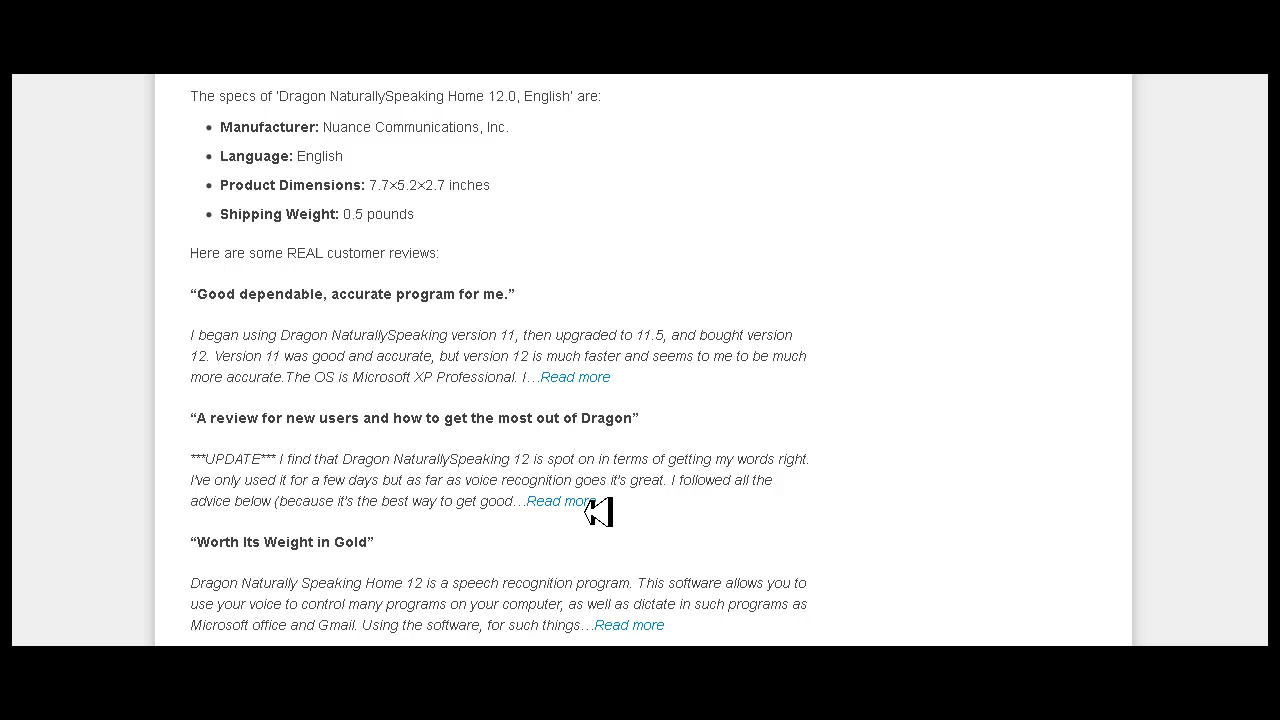 The specs of 'Dragon NaturallySpeaking Home 12.0, English' are:
• Manufacturer: Nuance Communications, Inc.
• Language: English
• Product Dimensions: 7.7×5.2×2.7 inches
• Shipping Weight: 0.5 pounds
Here are some REAL customer reviews:
“Good dependable, accurate program for me.”
I began using Dragon NaturallySpeaking version 11, then upgraded to 11.5, and bought version
12. Version 11 was good and accurate, but version 12 is much faster and seems to me to be much
more accurate.The OS is Microsoft XP Professional. I…Read more
“A review for new users and how to get the most out of Dragon”
***UPDATE*** I find that Dragon NaturallySpeaking 12 is spot on in terms of getting my words right.
I've only used it for a few days but as far as voice recognition goes it's great. I followed all the
advice below (because it's the best way to get good…Read more
“Worth Its Weight in Gold”
Dragon Naturally Speaking Home 12 is a speech recognition program. This software allows you to
use your voice to control many programs on your computer, as well as dictate in such programs as
Microsoft office and Gmail. Using the software, for such things…Read more